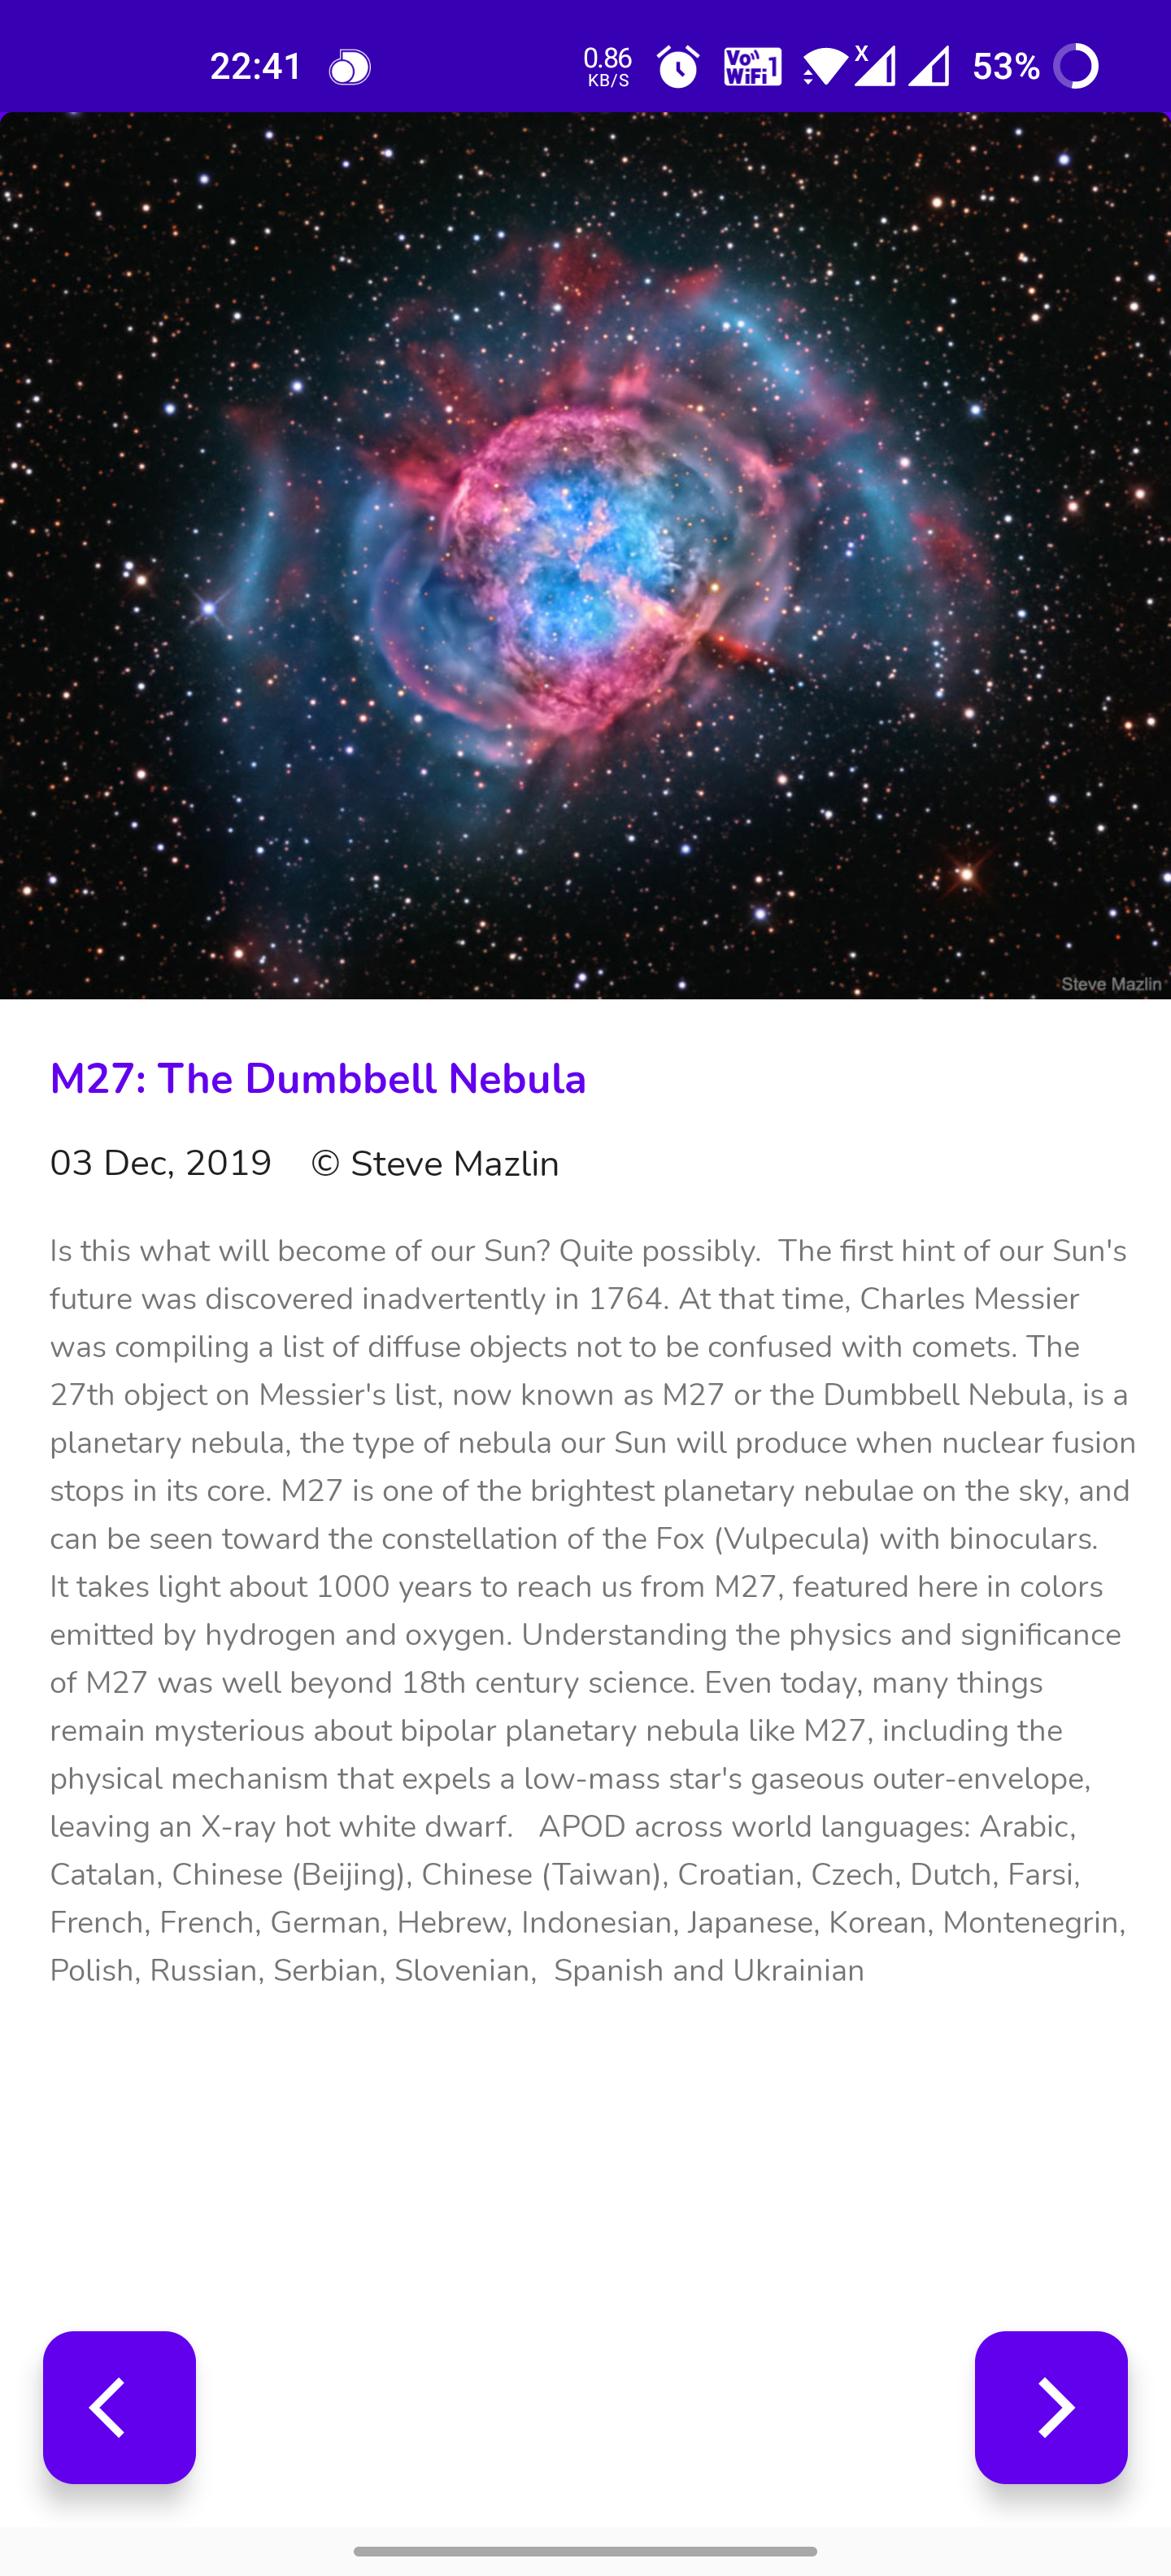 22:41
0.86
KB/S
Vo
WiFi 1
X
53%
Steve Mazlin
M27: The Dumbbell Nebula
03 Dec, 2019 © Steve Mazlin
Is this what will become of our Sun? Quite possibly.  The first hint of our Sun's
future was discovered inadvertently in 1764. At that time, Charles Messier
was compiling a list of diffuse objects not to be confused with comets. The
27th object on Messier's list, now known as M27 or the Dumbbell Nebula, is a
planetary nebula, the type of nebula our Sun will produce when nuclear fusion
stops in its core. M27 is one of the brightest planetary nebulae on the sky, and
can be seen toward the constellation of the Fox (Vulpecula) with binoculars.
It takes light about 1000 years to reach us from M27, featured here in colors
emitted by hydrogen and oxygen. Understanding the physics and significance
of M27 was well beyond 18th century science. Even today, many things
remain mysterious about bipolar planetary nebula like M27, including the
physical mechanism that expels a low-mass star's gaseous outer-envelope,
leaving an X-ray hot white dwarf.   APOD across world languages: Arabic,
Catalan, Chinese (Beijing), Chinese (Taiwan), Croatian, Czech, Dutch, Farsi,
French, French, German, Hebrew, Indonesian, Japanese, Korean, Montenegrin,
Polish, Russian, Serbian, Slovenian,  Spanish and Ukrainian